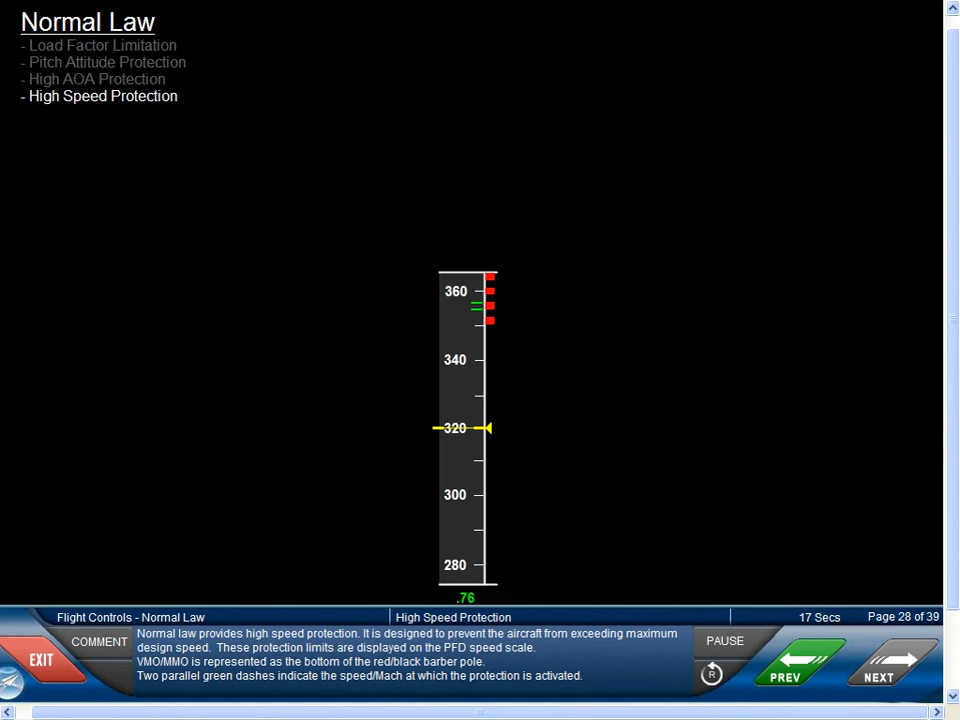 Normal Law
- Load Factor Limitation
- Pitch Attitude Protection
- High AOA Protection
- High Speed Protection
360
340
320
300
280
.76
Flight Controls - Normal Law
High Speed Protection
17 Secs
Page 28 of 39
EXIT
COMMENT
Normal law provides high speed protection. It is designed to prevent the aircraft from exceeding maximum
design speed.  These protection limits are displayed on the PFD speed scale.
VMO/MMO is represented as the bottom of the red/black barber pole.
Two parallel green dashes indicate the speed/Mach at which the protection is activated.
PAUSE
R
PREV
NEXT